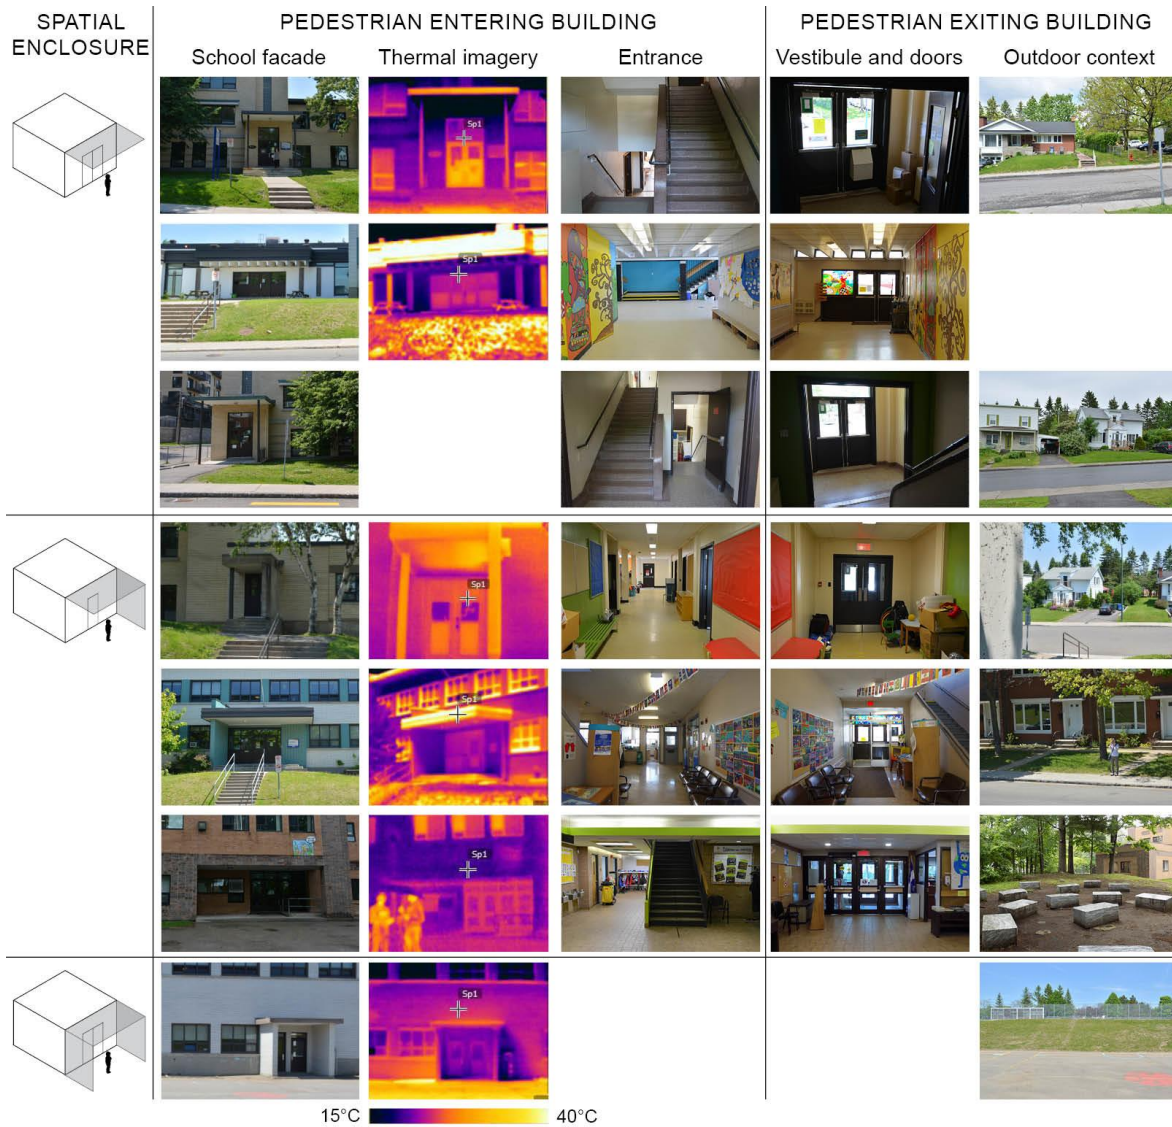 SPATIAL
ENCLOSURE
PEDESTRIAN ENTERING BUILDING
PEDESTRIAN EXITING BUILDING
School facade
Thermal imagery
Entrance
Vestibule and doors
Outdoor context
Sp1
Sp1
Sp1
Sp1
Sp1
Sp1
15°C
40°C